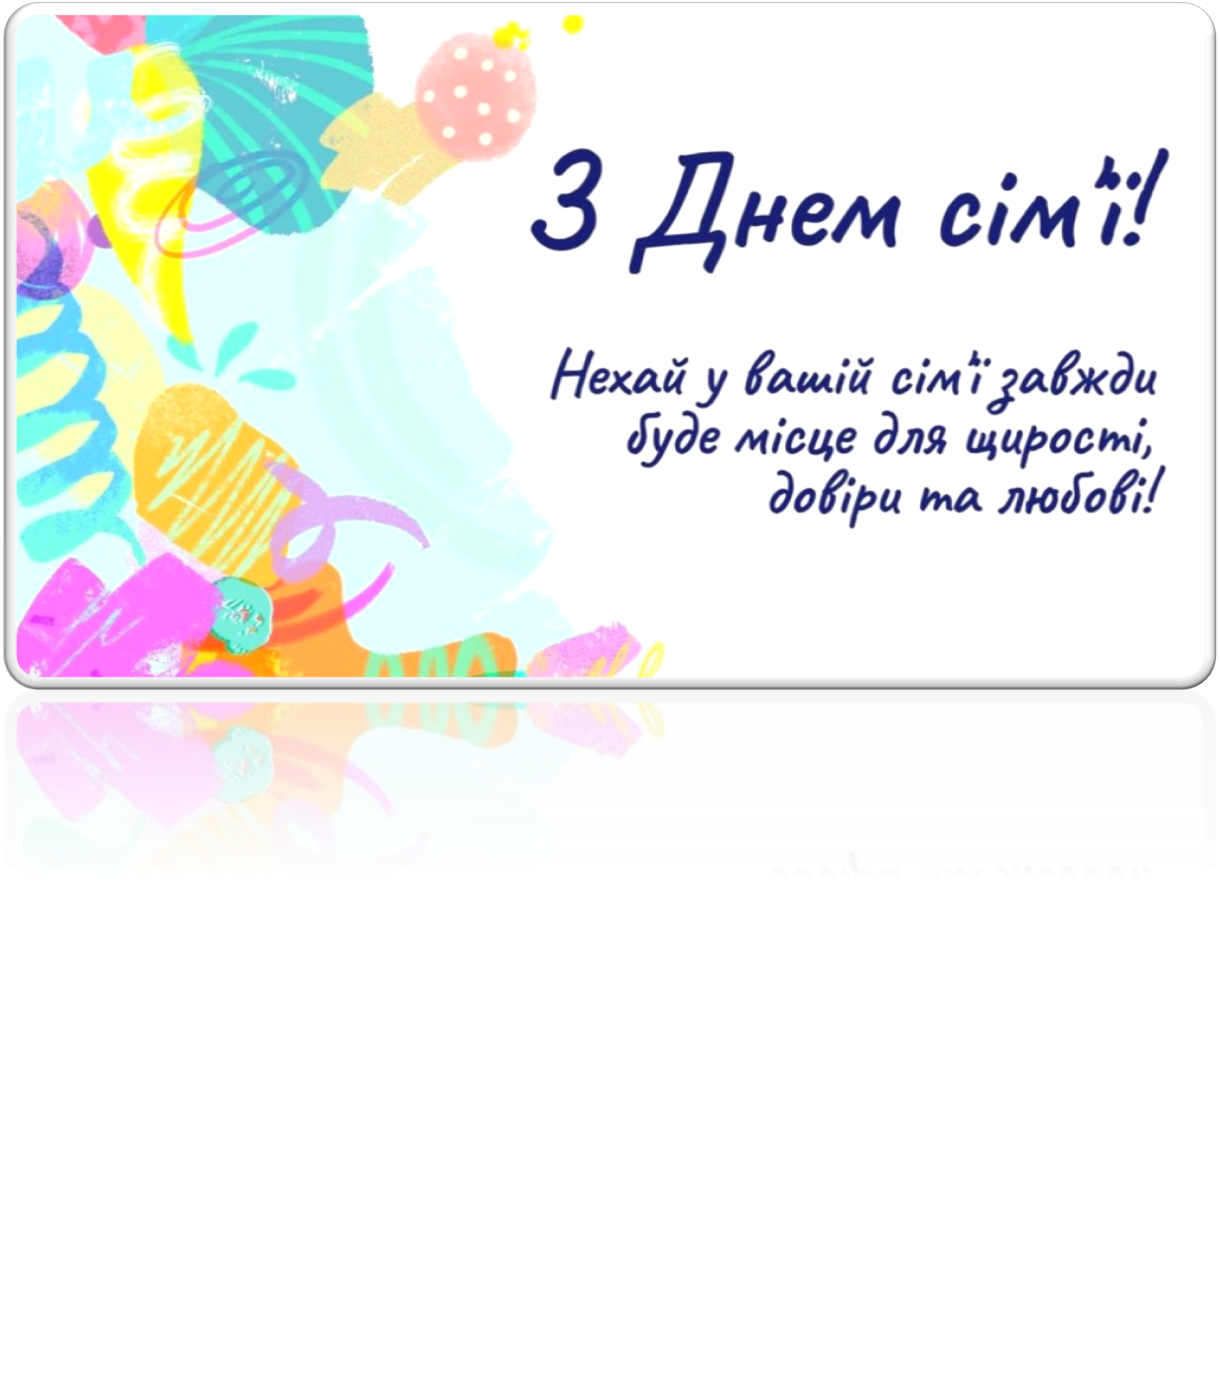 З Днем сім'ї!
Нехай у вашій сім'ї завжди
буде місце для щирості,
довіри та любові!